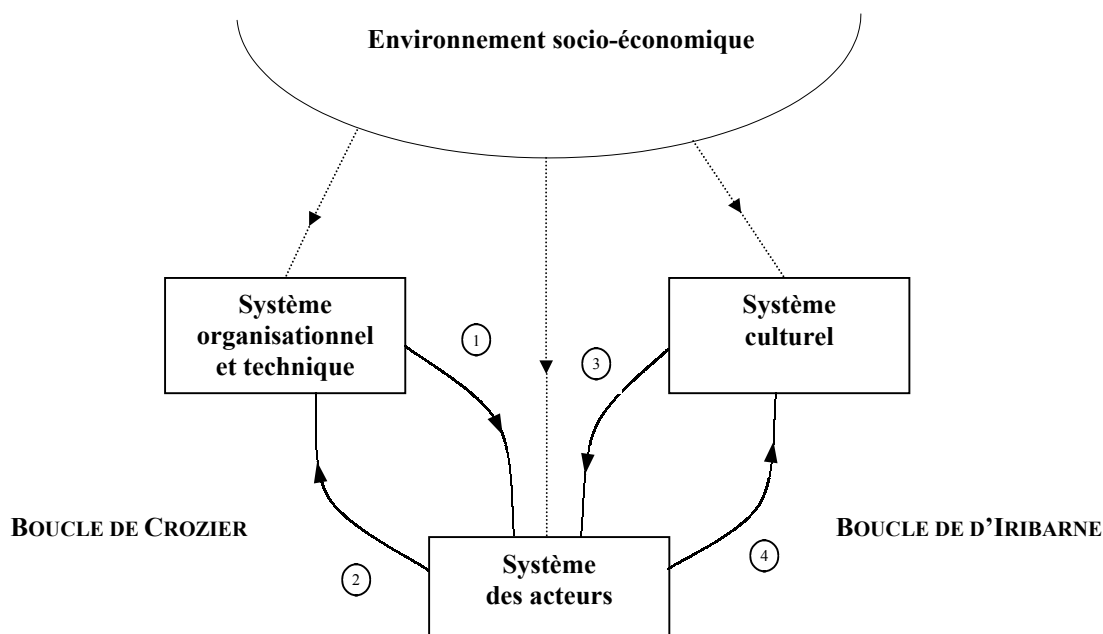 Environnement socio-économique
Système
organisationnel
et technique
Système
culturel
1
3
BOUCLE DE CROZIER
BOUCLE DE D’IRIBARNE
2
4
Système
des acteurs